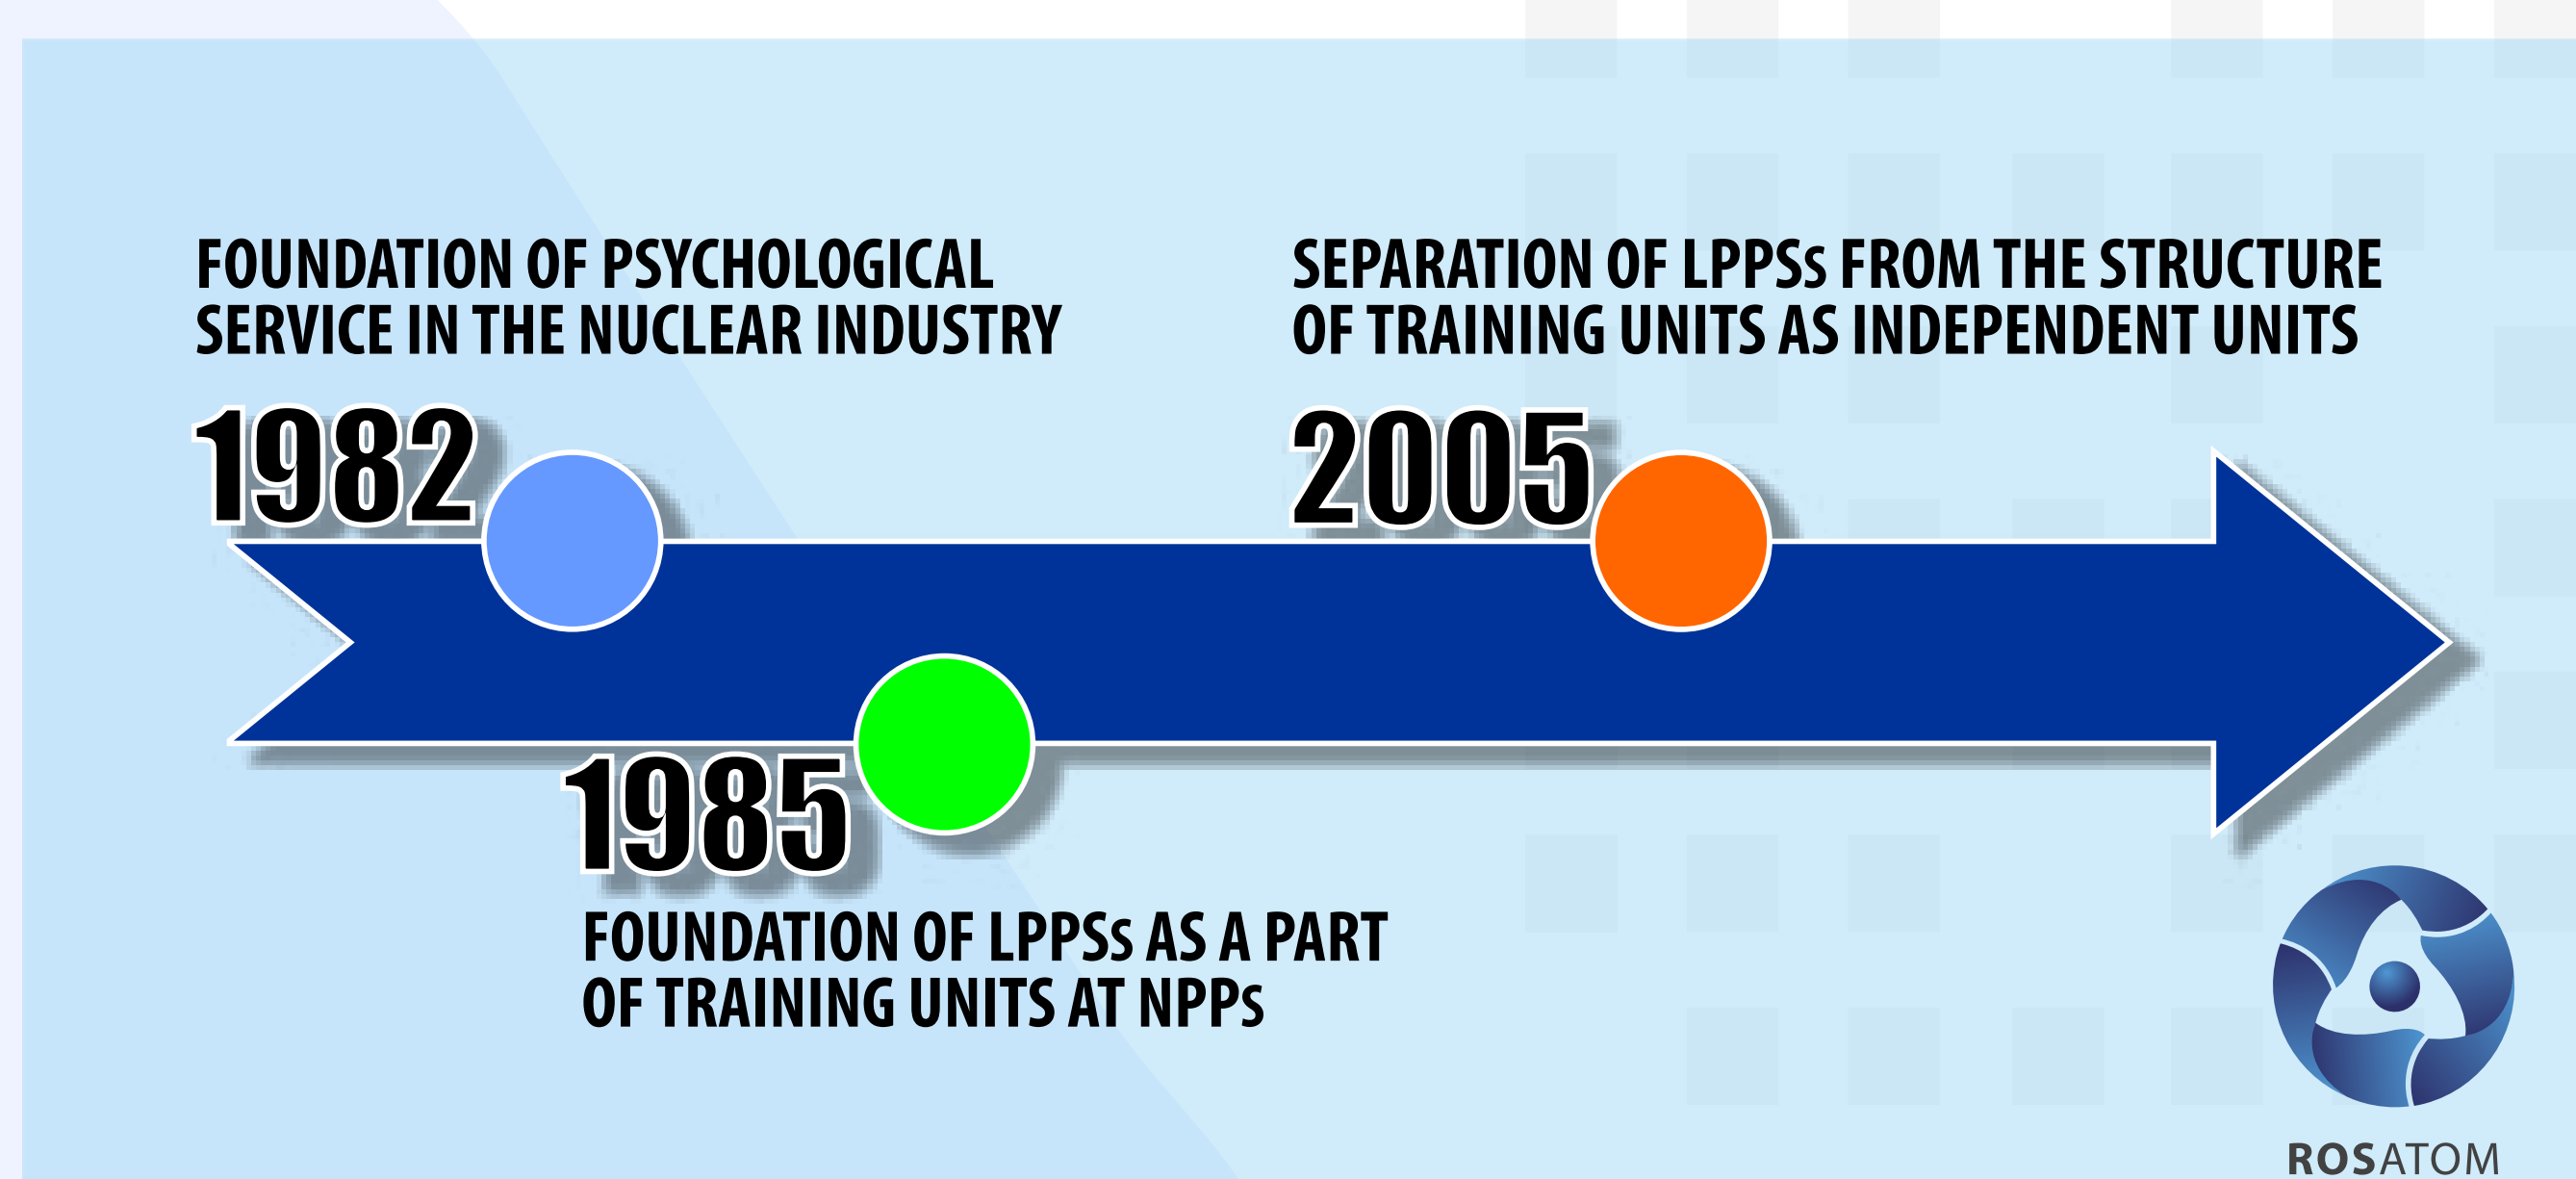 FOUNDATION OF PSYCHOLOGICAL
SERVICE IN THE NUCLEAR INDUSTRY
1982
SEPARATION OF LPPSs FROM THE STRUCTURE
OF TRAINING UNITS AS INDEPENDENT UNITS
2005
1985
FOUNDATION OF LPPSs AS A PART
OF TRAINING UNITS AT NPPs
ROSATOM